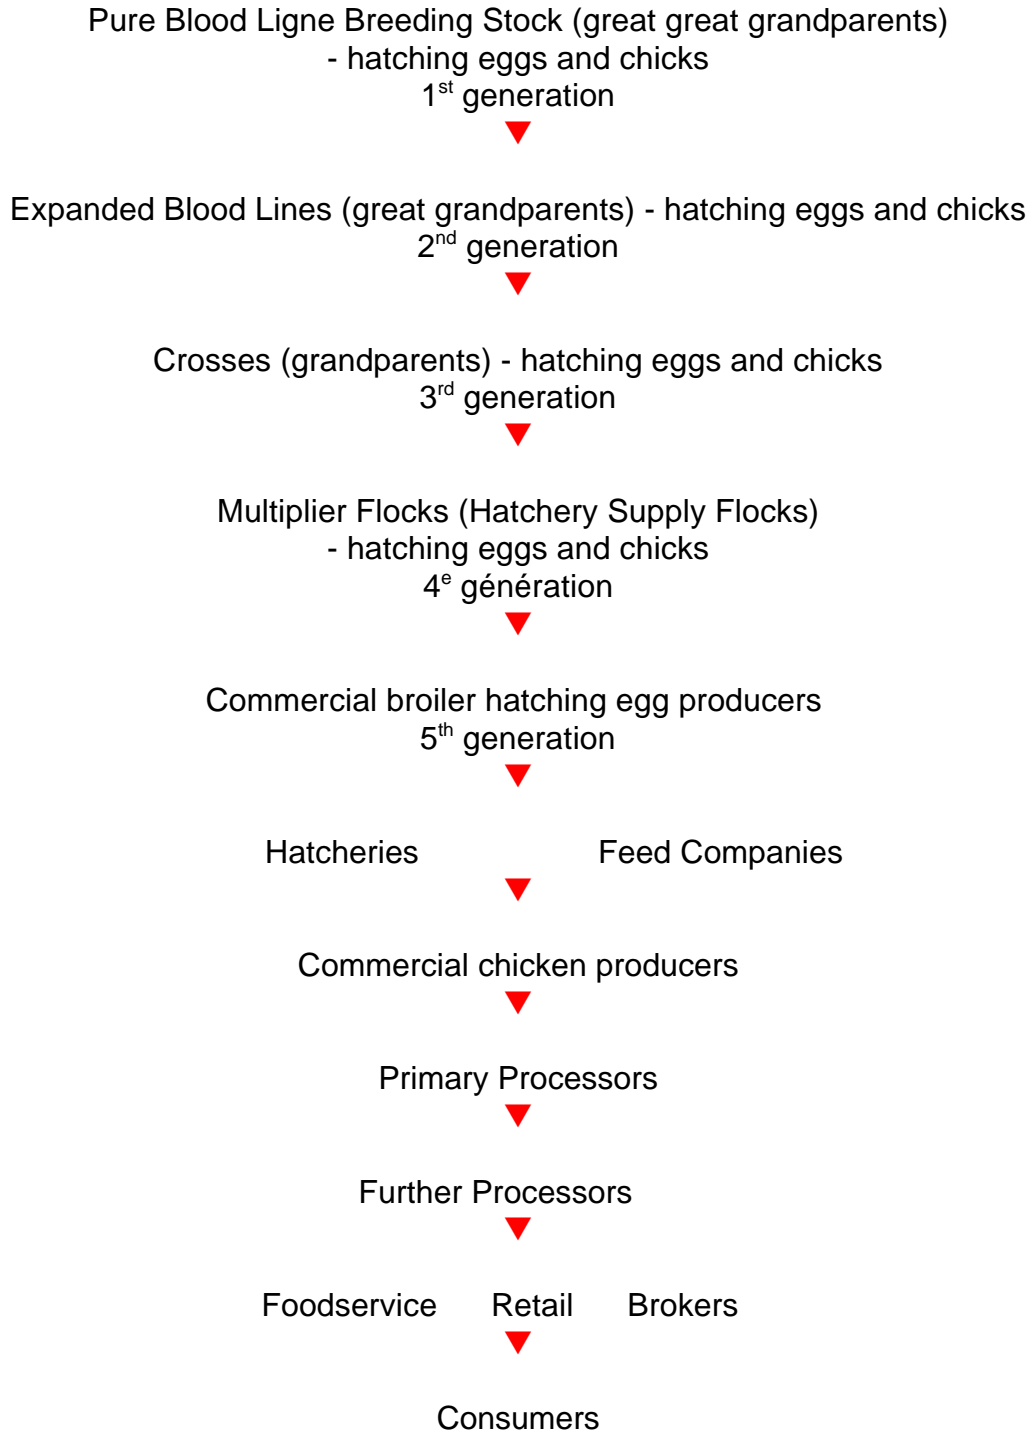 Pure Blood Ligne Breeding Stock (great great grandparents)
- hatching eggs and chicks
1st generation
Expanded Blood Lines (great grandparents) - hatching eggs and chicks
2nd generation
Crosses (grandparents) - hatching eggs and chicks
3rd generation
Multiplier Flocks (Hatchery Supply Flocks)
- hatching eggs and chicks
4e génération
Commercial broiler hatching egg producers
5th generation
Hatcheries Feed Companies
Commercial chicken producers
Primary Processors
Further Processors
Foodservice Retail Brokers
Consumers